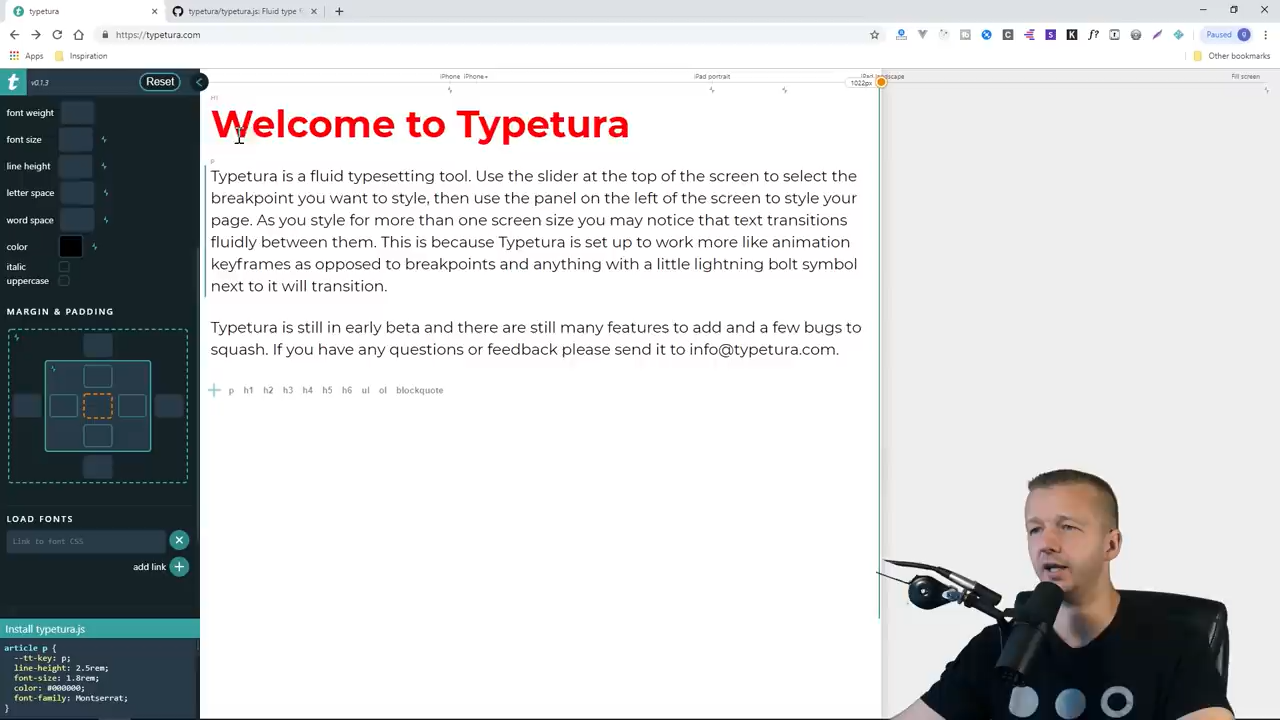 typetura
typetura/typetura.js: Fluid type
https://typetura.com
Paused
Apps
Inspiration
Other bookmarks
t
v0.1.3
Reset
iPhone
iPhone+
iPad portrait
iPad landscape
Fill screen
1022px
font weight
font size
line height
letter space
word space
color
italic
uppercase
MARGIN & PADDING
LOAD FONTS
Link to font CSS
add link
Install typetura.js
article p {
--tt-key: p;
line-height: 2.5rem;
font-size: 1.8rem;
color: #000000;
font-family: Montserrat;
}
H1
Welcome to Typetura
p
Typetura is a fluid typesetting tool. Use the slider at the top of the screen to select the
breakpoint you want to style, then use the panel on the left of the screen to style your
page. As you style for more than one screen size you may notice that text transitions
fluidly between them. This is because Typetura is set up to work more like animation
keyframes as opposed to breakpoints and anything with a little lightning bolt symbol
next to it will transition.
Typetura is still in early beta and there are still many features to add and a few bugs to
squash. If you have any questions or feedback please send it to info@typetura.com.
p h1 h2 h3 h4 h5 h6 ul ol blockquote